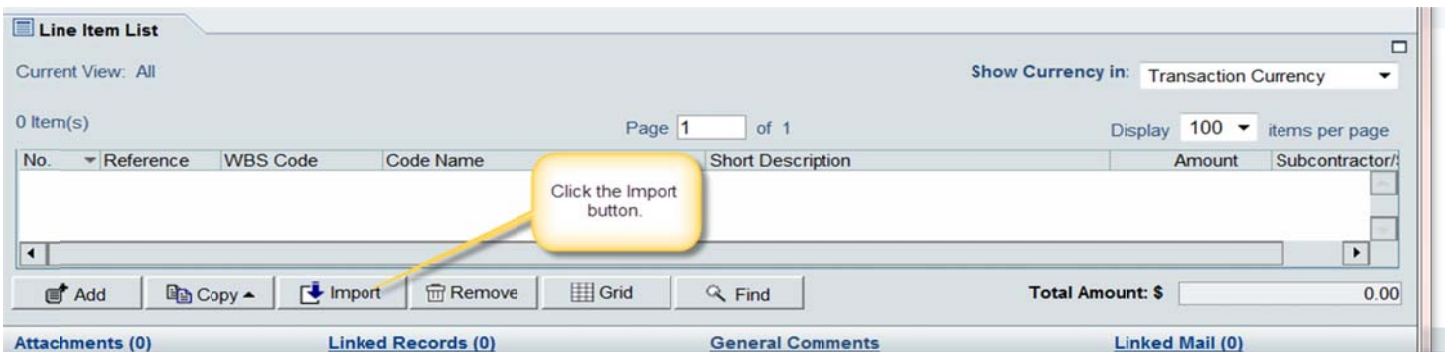 Line Item List
Current View: All
Show Currency in: Transaction Currency
0 Item(s)
Page 1 of 1
Display 100 items per page
No. Reference WBS Code Code Name Short Description Amount Subcontractor/
Click the Import
button.
Add Copy Import Remove Grid Find Total Amount: $ 0.00
Attachments (0) Linked Records (0) General Comments Linked Mail (0)